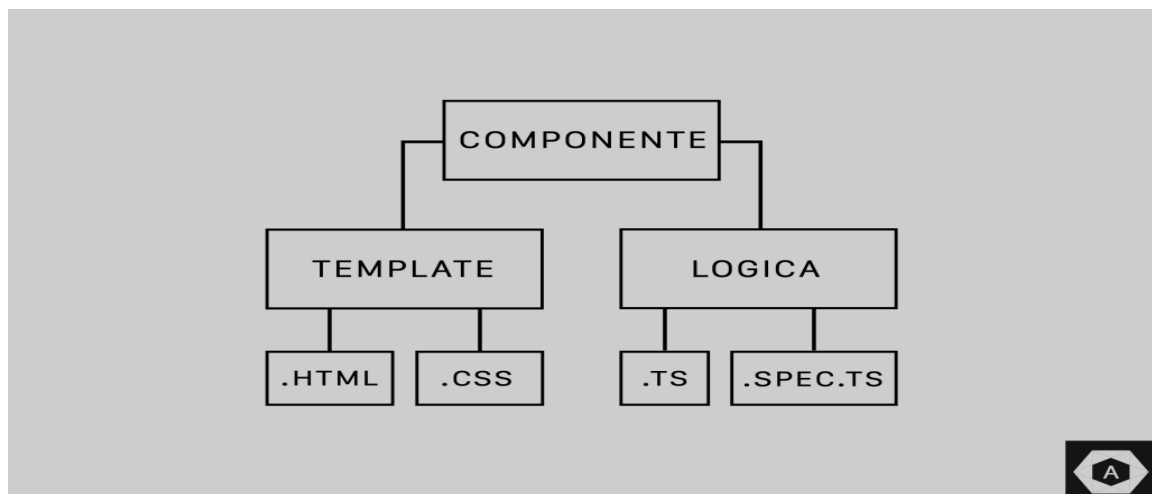 COMPONENTE
TEMPLATE
LOGICA
.HTML
.CSS
.TS
.SPEC.TS
A